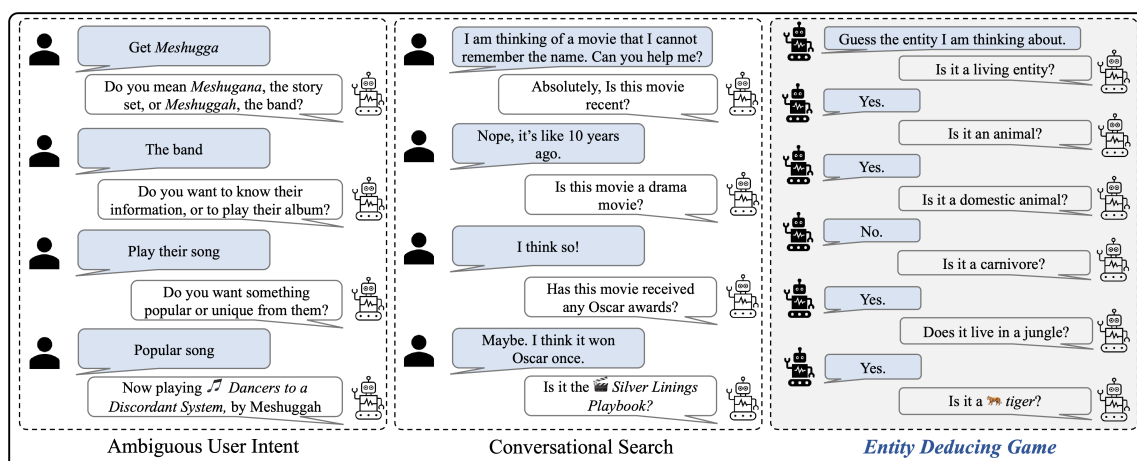 Get Meshugga
Do you mean Meshugana, the story
set, or Meshuggah, the band?
The band
Do you want to know their
information, or to play their album?
Play their song
Do you want something
popular or unique from them?
Popular song
Now playing 🎵 Dancers to a
Discordant System, by Meshuggah
Ambiguous User Intent
I am thinking of a movie that I cannot
remember the name. Can you help me?
Absolutely, Is this movie
recent?
Nope, it's like 10 years
ago.
Is this movie a drama
movie?
I think so!
Has this movie received
any Oscar awards?
Maybe. I think it won
Oscar once.
Is it the 🎬 Silver Linings
Playbook?
Conversational Search
Guess the entity I am thinking about.
Is it a living entity?
Yes.
Is it an animal?
Yes.
Is it a domestic animal?
No.
Is it a carnivore?
Yes.
Does it live in a jungle?
Yes.
Is it a 🐅 tiger?
Entity Deducing Game